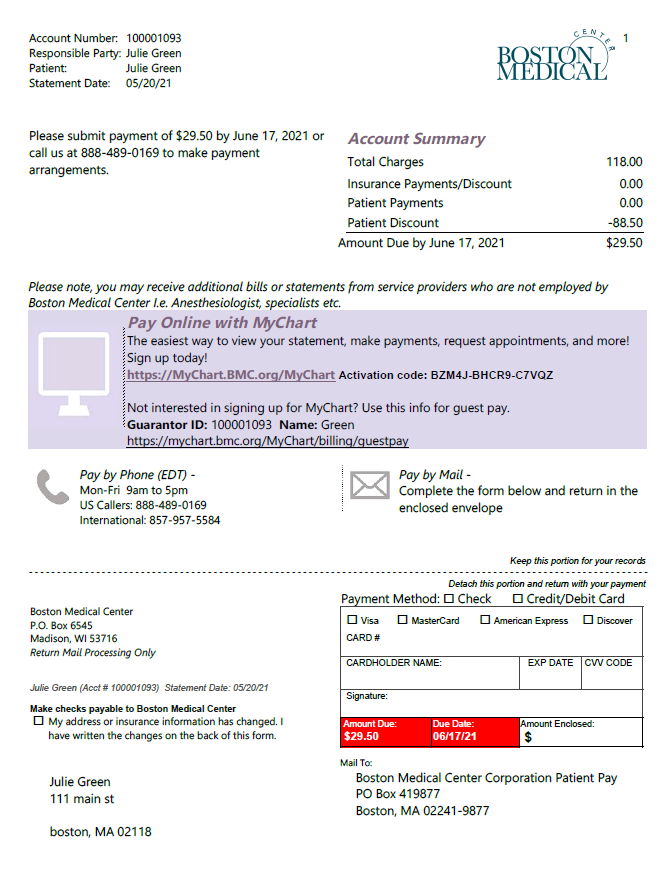 Account Number: 100001093
Responsible Party: Julie Green
Patient: Julie Green
Statement Date: 05/20/21
BOSTON
MEDICAL
CENTER
1
Please submit payment of $29.50 by June 17, 2021 or
call us at 888-489-0169 to make payment
arrangements.
Account Summary
Total Charges 118.00
Insurance Payments/Discount 0.00
Patient Payments 0.00
Patient Discount -88.50
Amount Due by June 17, 2021 $29.50
Please note, you may receive additional bills or statements from service providers who are not employed by
Boston Medical Center I.e. Anesthesiologist, specialists etc.
Pay Online with MyChart
The easiest way to view your statement, make payments, request appointments, and more!
Sign up today!
https://MyChart.BMC.org/MyChart Activation code: BZM4J-BHCR9-C7VQZ
Not interested in signing up for MyChart? Use this info for guest pay.
Guarantor ID: 100001093 Name: Green
https://mychart.bmc.org/MyChart/billing/guestpay
Pay by Phone (EDT) -
Mon-Fri 9am to 5pm
US Callers: 888-489-0169
International: 857-957-5584
Pay by Mail -
Complete the form below and return in the
enclosed envelope
Keep this portion for your records
Detach this portion and return with your payment
Boston Medical Center
P.O. Box 6545
Madison, WI 53716
Return Mail Processing Only
Julie Green (Acct # 100001093) Statement Date: 05/20/21
Make checks payable to Boston Medical Center
My address or insurance information has changed. I
have written the changes on the back of this form.
Julie Green
111 main st
boston, MA 02118
Payment Method: Check Credit/Debit Card
Visa MasterCard American Express Discover
CARD #
CARDHOLDER NAME: EXP DATE CVV CODE
Signature:
Amount Due: Due Date: Amount Enclosed:
$29.50 06/17/21 $
Mail To:
Boston Medical Center Corporation Patient Pay
PO Box 419877
Boston, MA 02241-9877